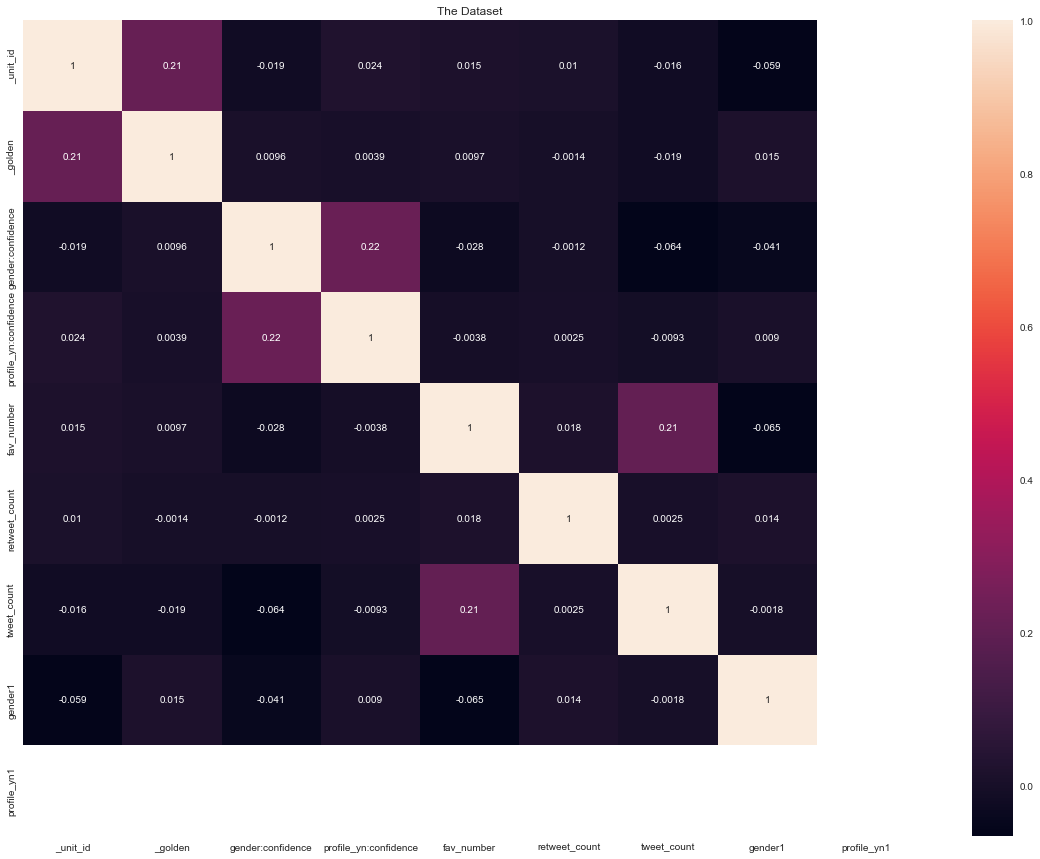 The Dataset
_unit_id 1 0.21 -0.019 0.024 0.015 0.01 -0.016 -0.059
_golden 0.21 1 0.0096 0.0039 0.0097 -0.0014 -0.019 0.015
gender:confidence -0.019 0.0096 1 0.22 -0.028 -0.0012 -0.064 -0.041
profile_yn:confidence 0.024 0.0039 0.22 1 -0.0038 0.0025 -0.0093 0.009
fav_number 0.015 0.0097 -0.028 -0.0038 1 0.018 0.21 -0.065
retweet_count 0.01 -0.0014 -0.0012 0.0025 0.018 1 0.0025 0.014
tweet_count -0.016 -0.019 -0.064 -0.0093 0.21 0.0025 1 -0.0018
gender1 -0.059 0.015 -0.041 0.009 -0.065 0.014 -0.0018 1
profile_yn1
_unit_id _golden gender:confidence profile_yn:confidence fav_number retweet_count tweet_count gender1 profile_yn1
1.0
0.8
0.6
0.4
0.2
0.0